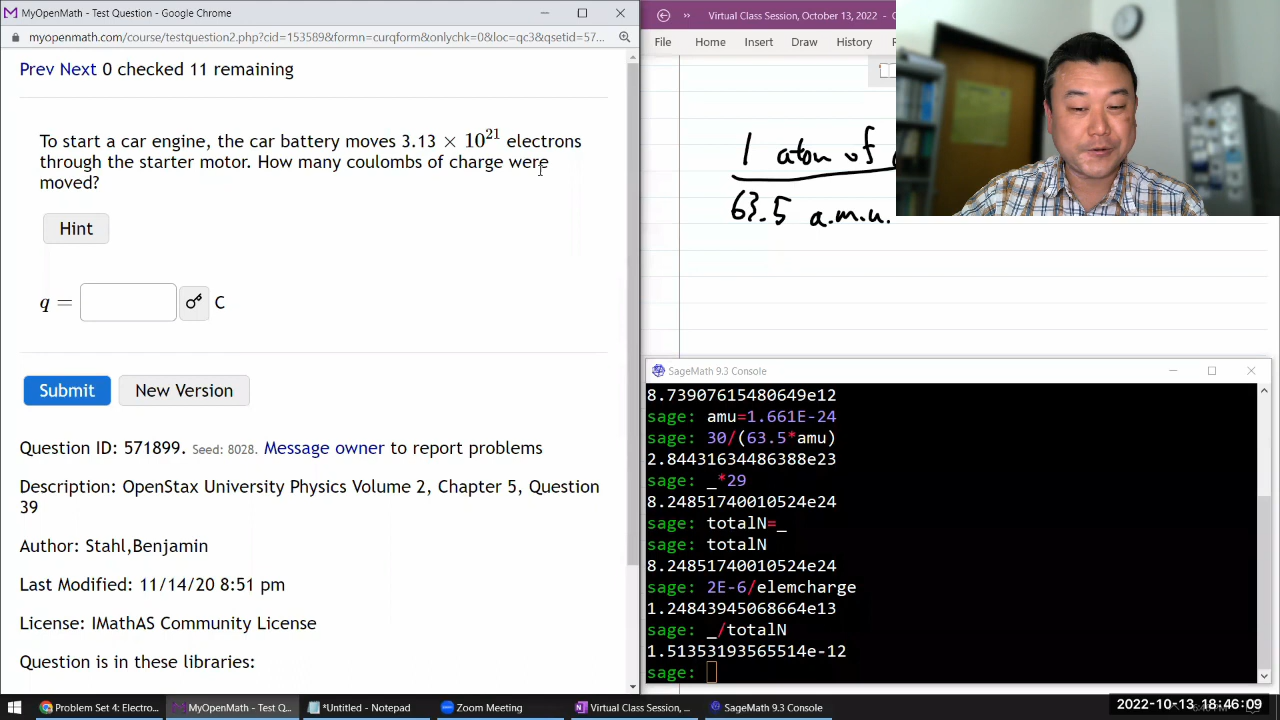 MyOpenMath - Test Question - Google Chrome
myopenmath.com/course/testquestion2.php?cid=153589&formn=curqform&onlychk=0&loc=qc3&qsetid=57...
Prev Next 0 checked 11 remaining
To start a car engine, the car battery moves 3.13 × 10²¹ electrons
through the starter motor. How many coulombs of charge were
moved?
Hint
q = C
Submit New Version
Question ID: 571899. Seed: 8028. Message owner to report problems
Description: OpenStax University Physics Volume 2, Chapter 5, Question
39
Author: Stahl,Benjamin
Last Modified: 11/14/20 8:51 pm
License: IMathAS Community License
Question is in these libraries:
Virtual Class Session, October 13, 2022 -
File Home Insert Draw History
1 atom of
63.5 a.m.u.
SageMath 9.3 Console
8.73907615480649e12
sage: amu=1.661E-24
sage: 30/(63.5*amu)
2.84431634486388e23
sage: _*29
8.24851740010524e24
sage: totalN=_
sage: totalN
8.24851740010524e24
sage: 2E-6/elemcharge
1.24843945068664e13
sage: _/totalN
1.51353193565514e-12
sage:
Problem Set 4: Electro... MyOpenMath - Test Q... *Untitled - Notepad Zoom Meeting Virtual Class Session, ... SageMath 9.3 Console
2022-10-13 18:46:09